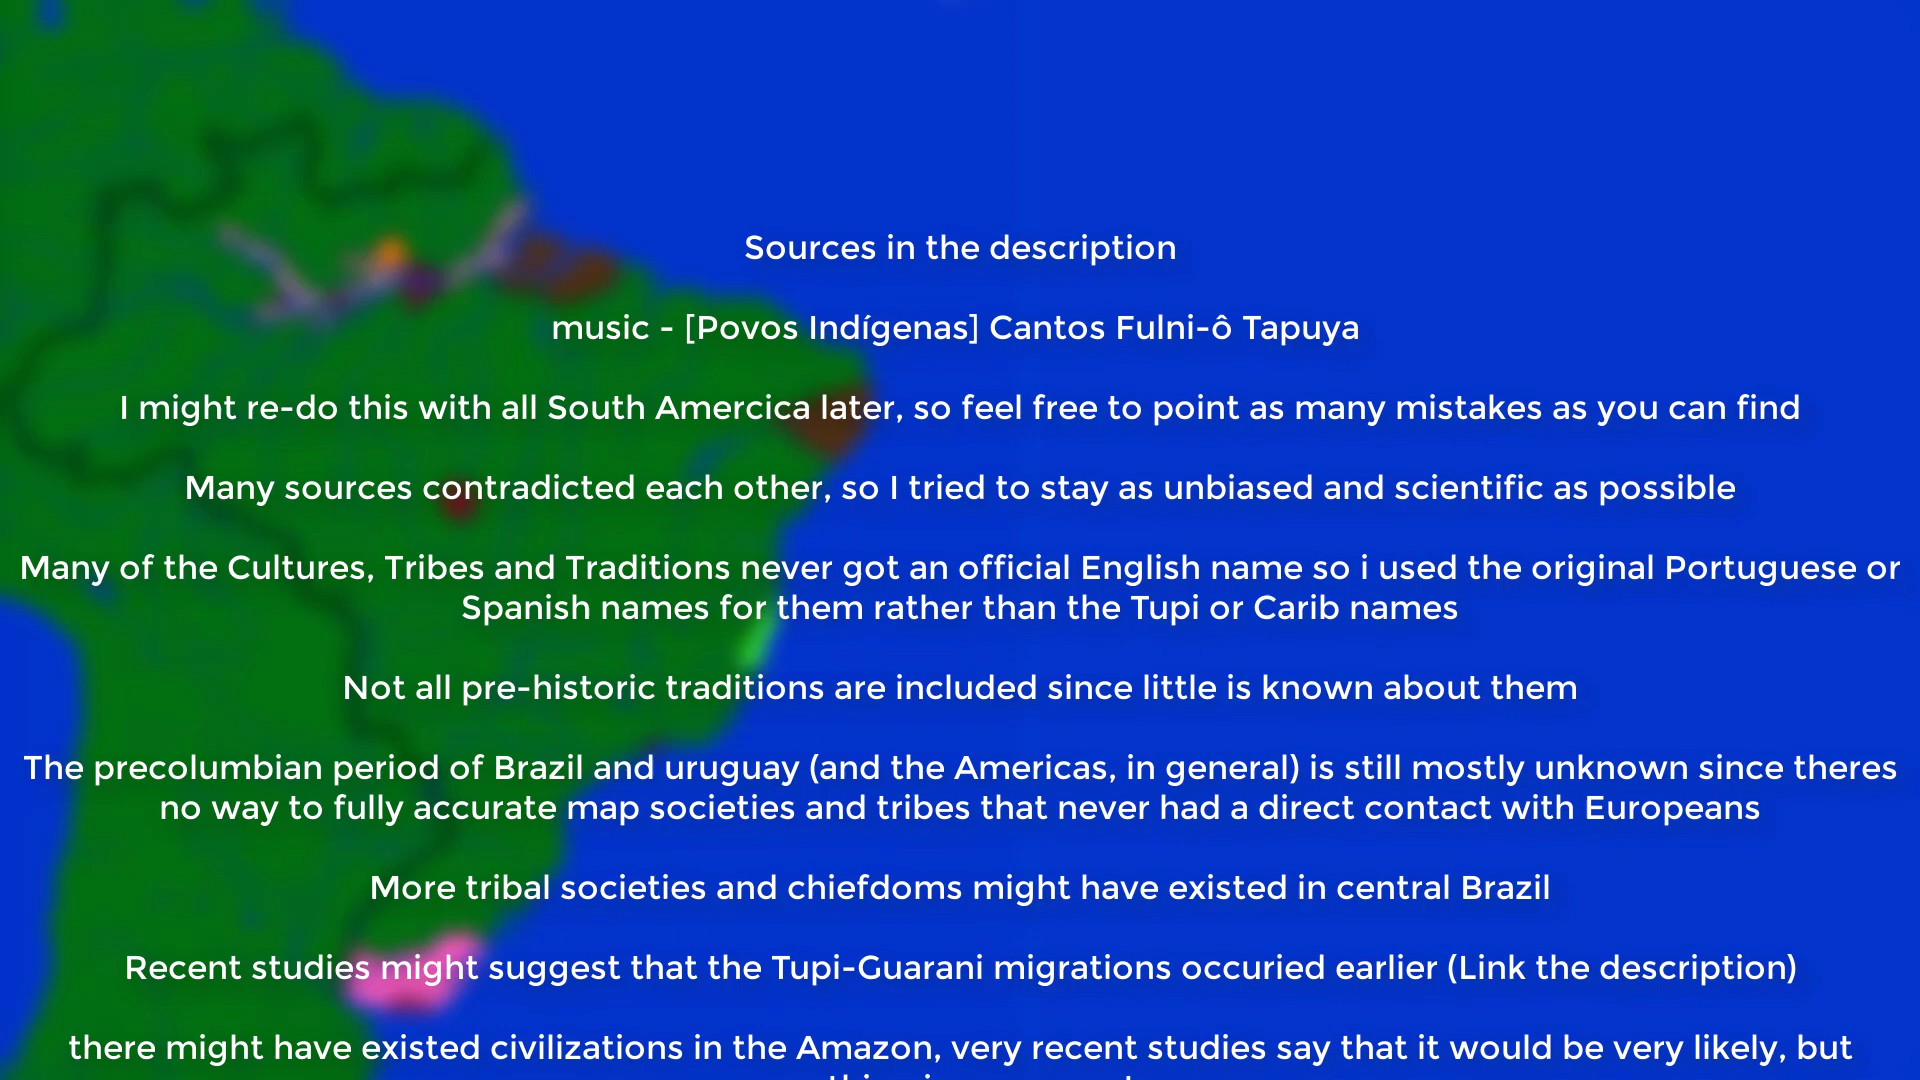 Sources in the description
music - [Povos Indígenas] Cantos Fulni-ô Tapuya
I might re-do this with all South Amercica later, so feel free to point as many mistakes as you can find
Many sources contradicted each other, so I tried to stay as unbiased and scientific as possible
Many of the Cultures, Tribes and Traditions never got an official English name so i used the original Portuguese or
Spanish names for them rather than the Tupi or Carib names
Not all pre-historic traditions are included since little is known about them
The precolumbian period of Brazil and uruguay (and the Americas, in general) is still mostly unknown since theres
no way to fully accurate map societies and tribes that never had a direct contact with Europeans
More tribal societies and chiefdoms might have existed in central Brazil
Recent studies might suggest that the Tupi-Guarani migrations occuried earlier (Link the description)
there might have existed civilizations in the Amazon, very recent studies say that it would be very likely, but